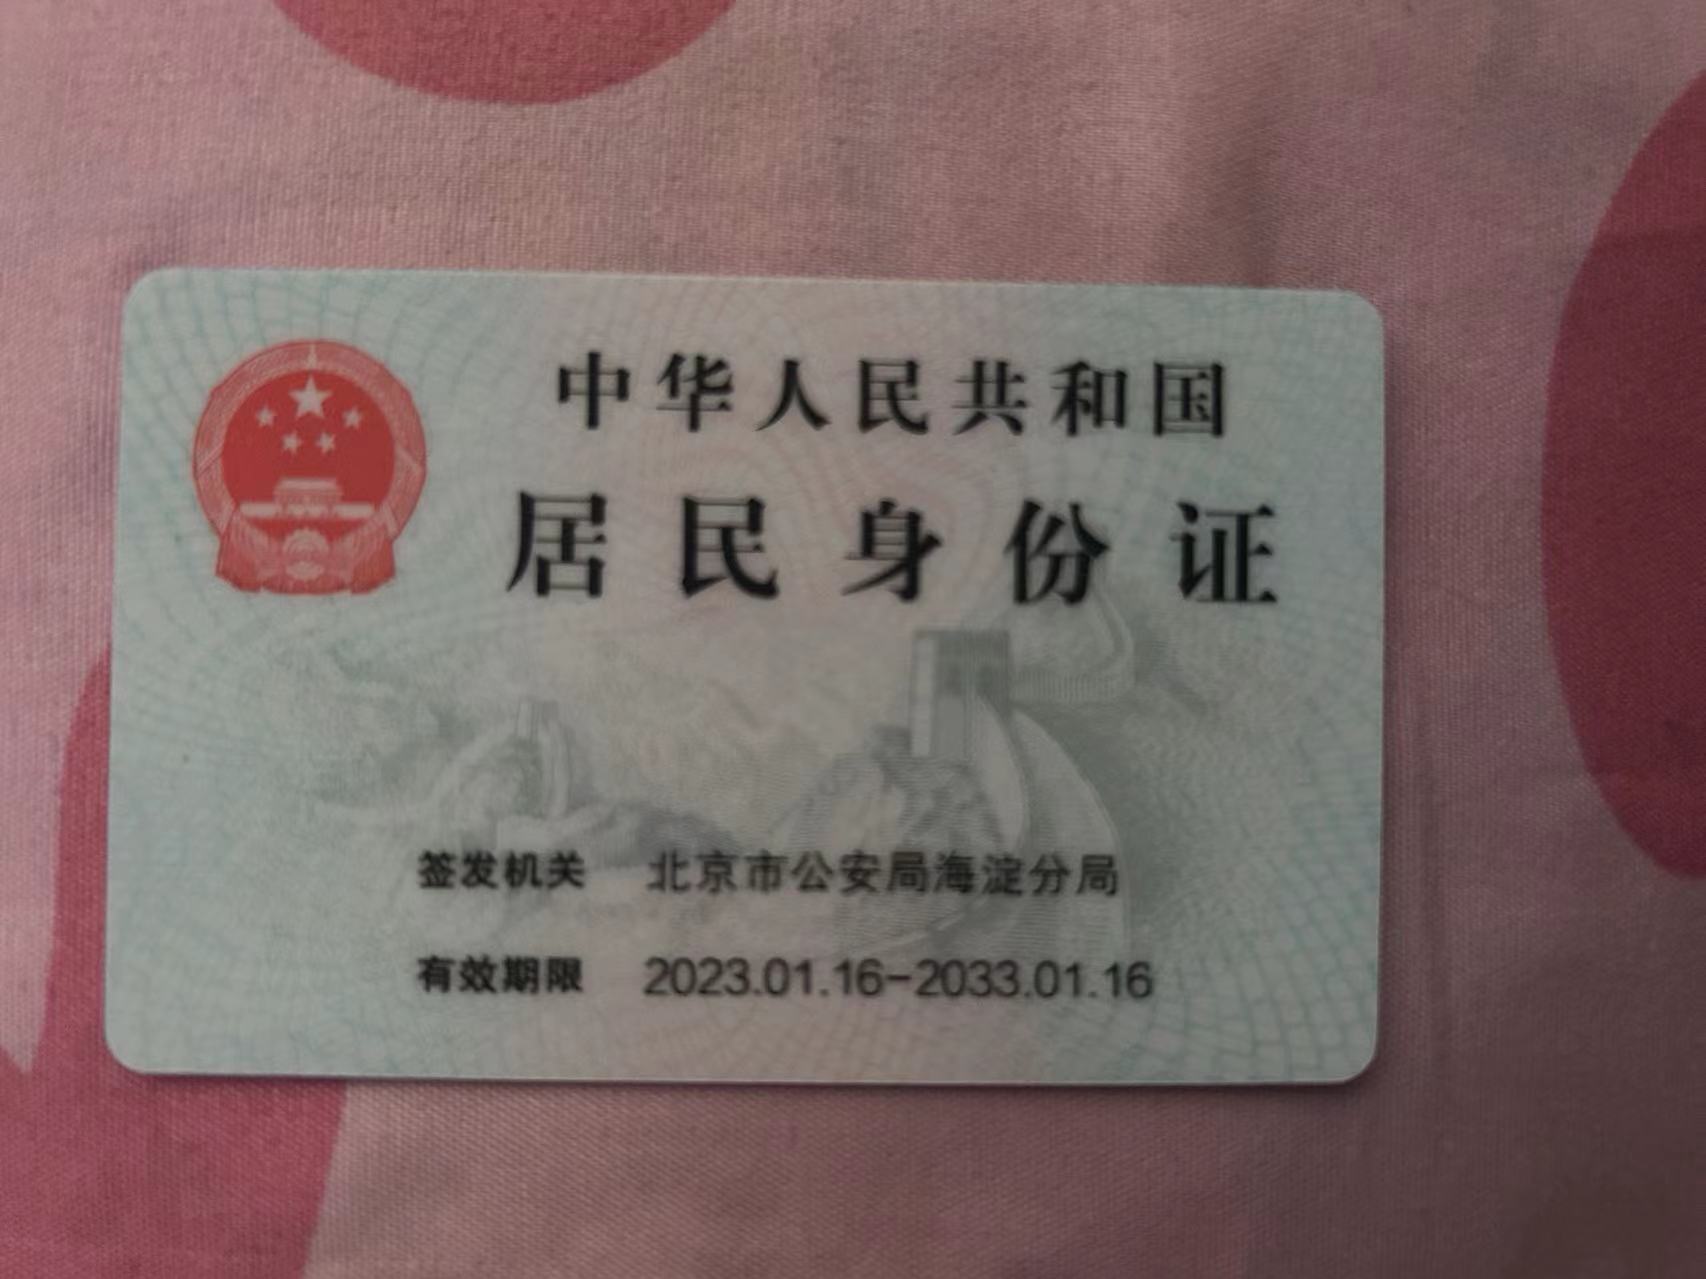 中华人民共和国
居民身份证
签发机关 北京市公安局海淀分局
有效期限 2023.01.16-2033.01.16